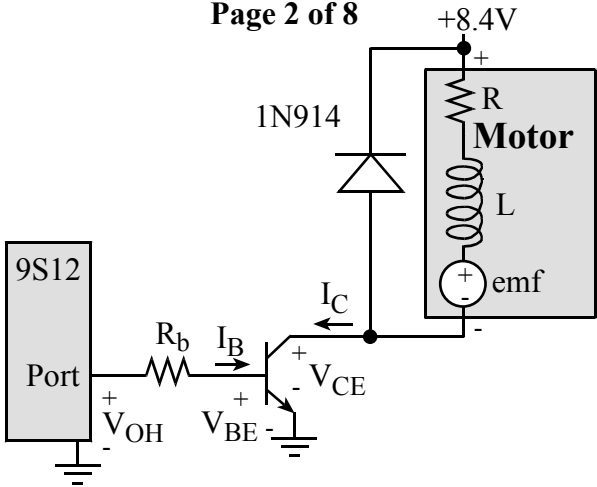 Page 2 of 8
+8.4V
+
1N914
R
Motor
L
9S12
+
-
emf
I_C
-
R_b
I_B
Port
+
-
V_CE
+
V_OH
-
+
V_BE
-